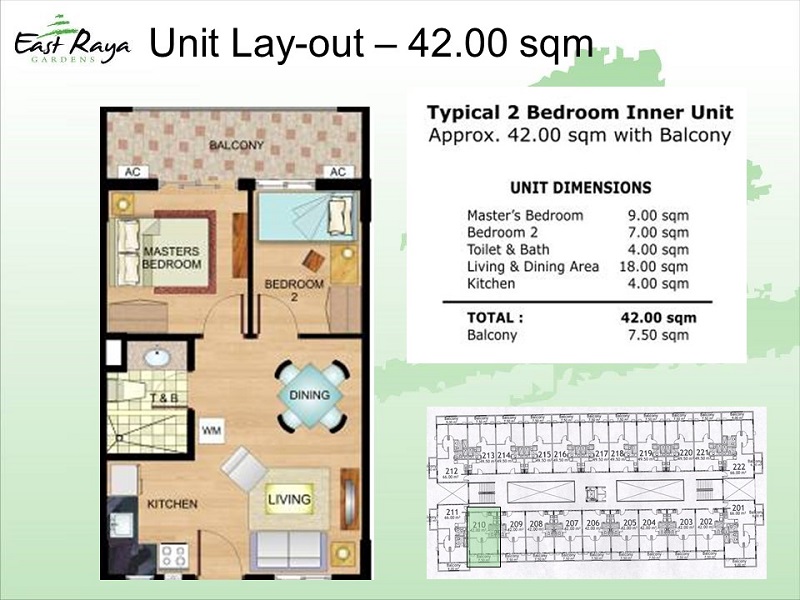 East Raya
GARDENS
Unit Lay-out – 42.00 sqm
Typical 2 Bedroom Inner Unit
Approx. 42.00 sqm with Balcony
UNIT DIMENSIONS
Master's Bedroom 9.00 sqm
Bedroom 2 7.00 sqm
Toilet & Bath 4.00 sqm
Living & Dining Area 18.00 sqm
Kitchen 4.00 sqm
TOTAL : 42.00 sqm
Balcony 7.50 sqm
BALCONY
AC
AC
MASTERS
BEDROOM
BEDROOM
2
T & B
DINING
WM
KITCHEN
LIVING
212
213
214
215
216
217
218
219
220
221
222
211
210
209
208
207
206
205
204
203
202
201